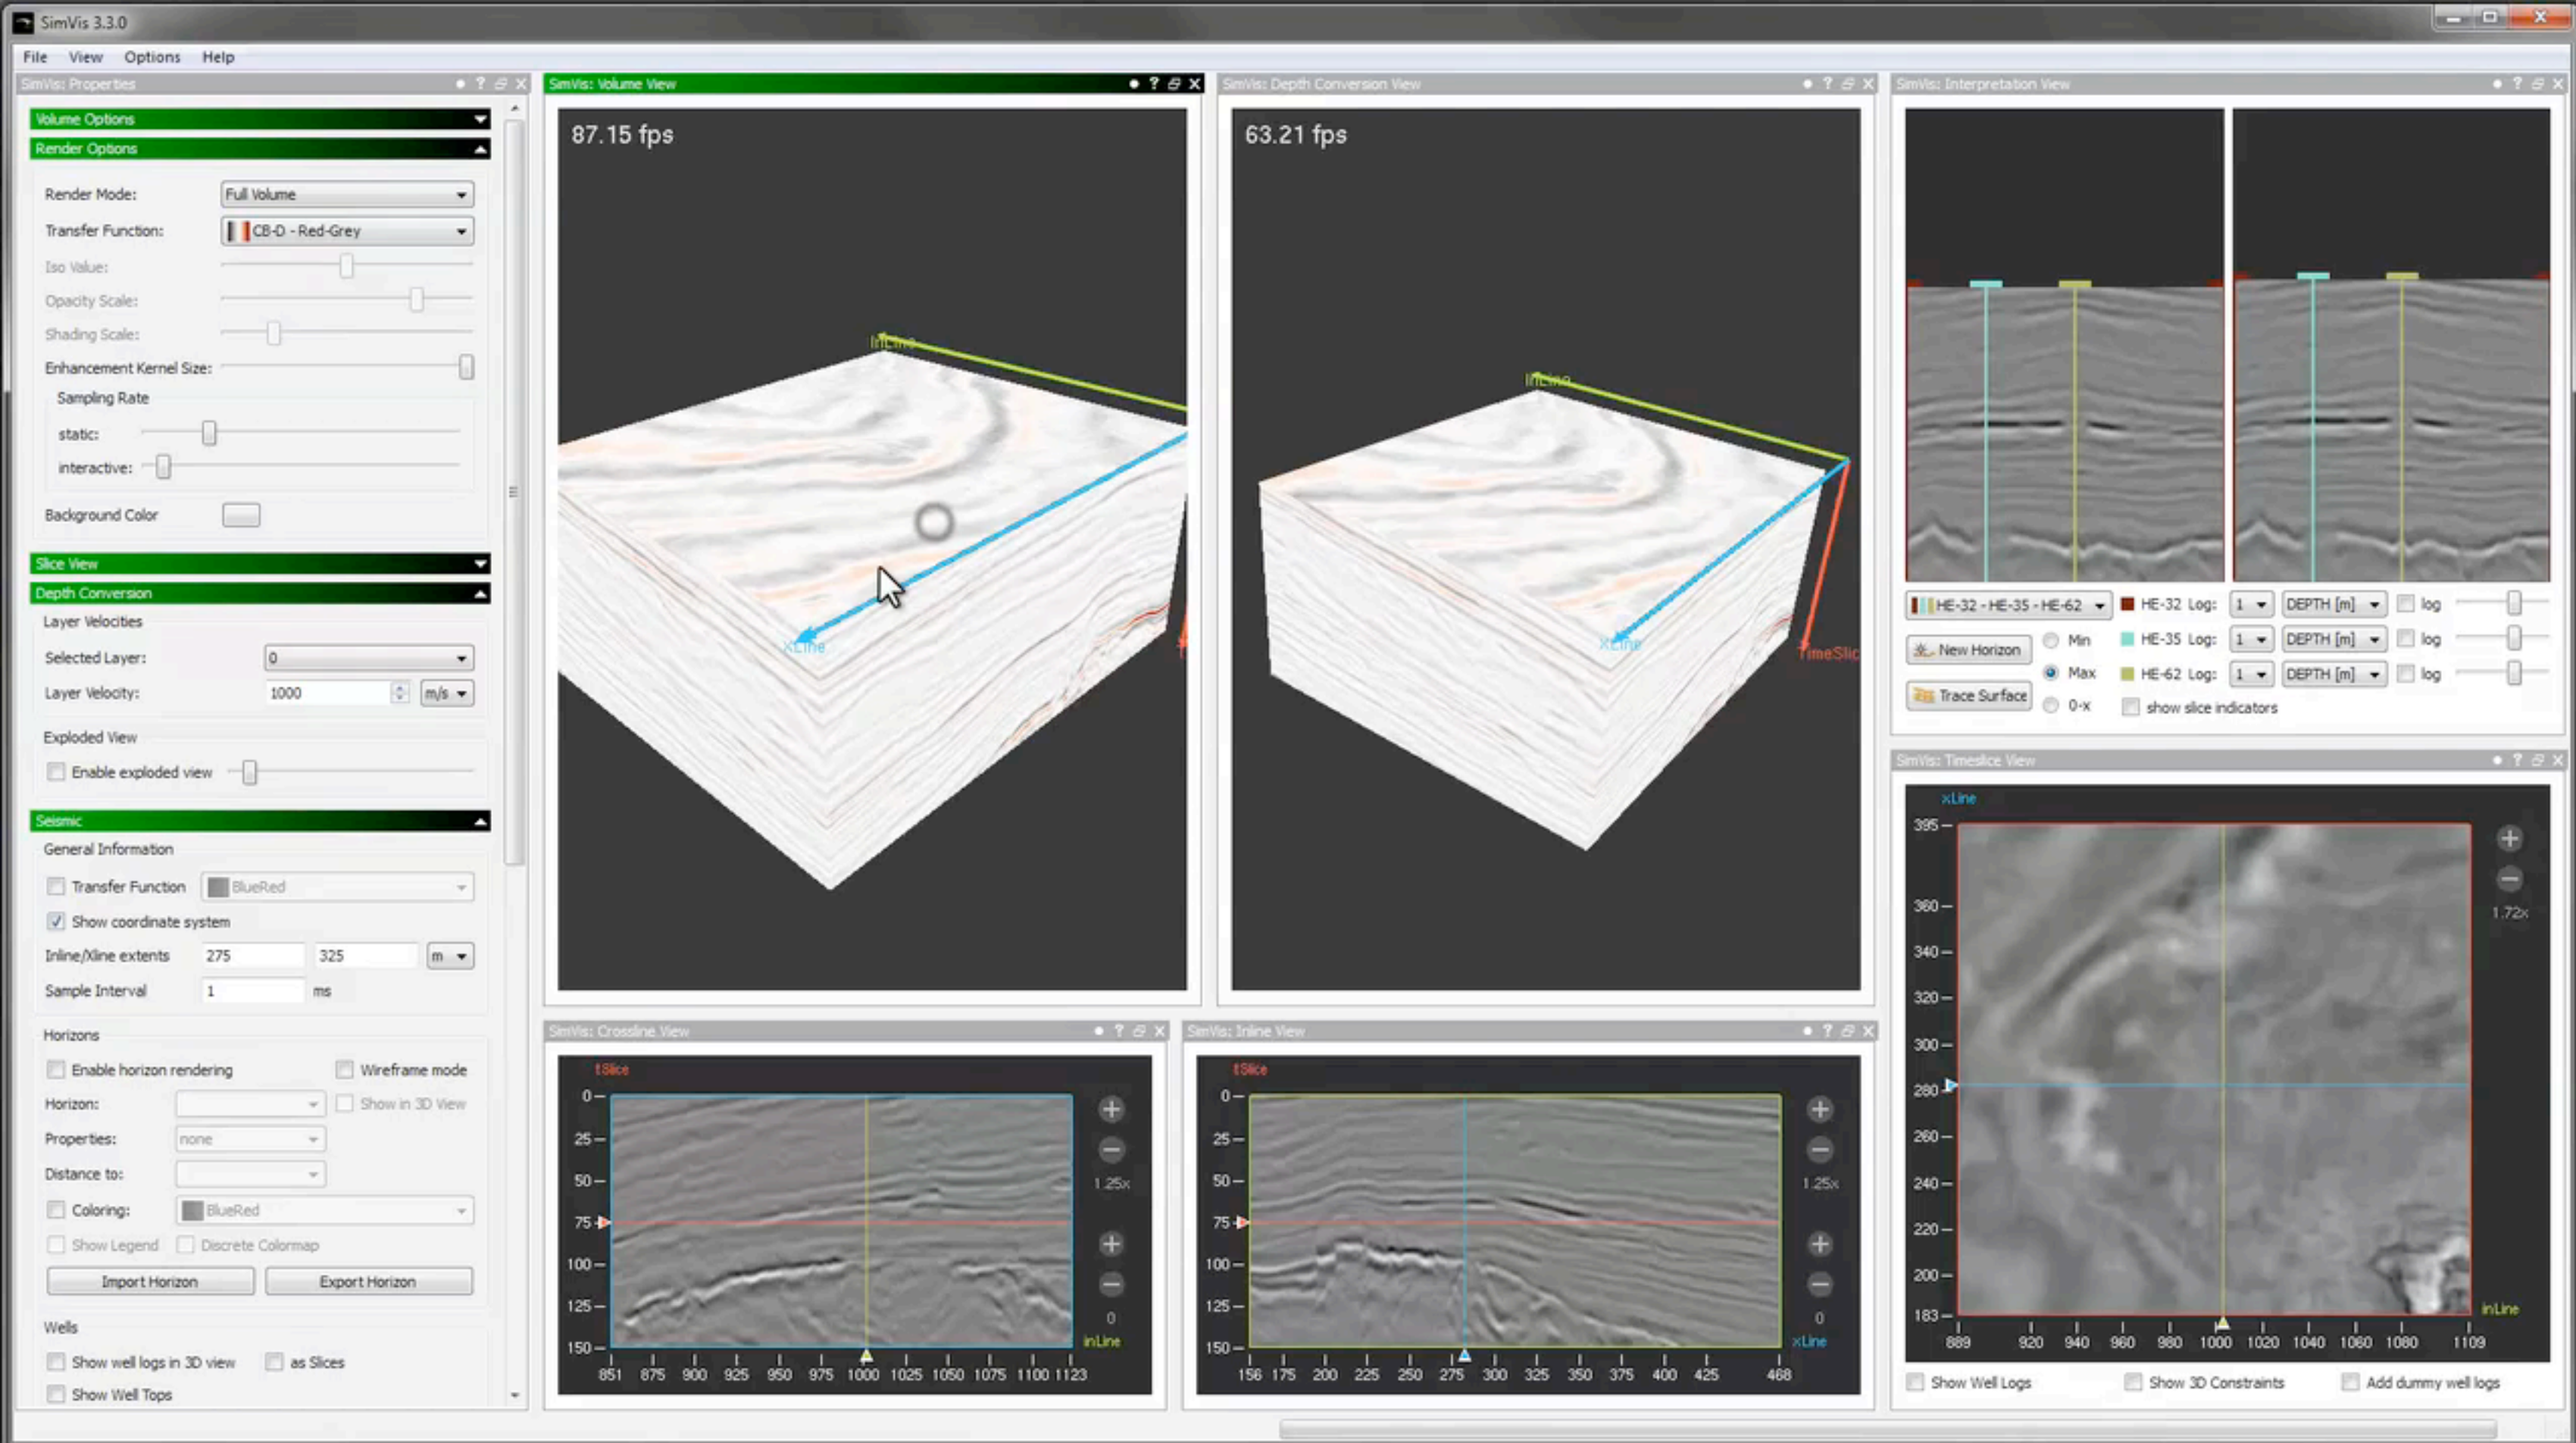 SimVis 3.3.0
File View Options Help
SimVis: Properties
Volume Options
Render Options
Render Mode: Full Volume
Transfer Function: CB-D - Red-Grey
Iso Value:
Opacity Scale:
Shading Scale:
Enhancement Kernel Size:
Sampling Rate
static:
interactive:
Background Color
Slice View
Depth Conversion
Layer Velocities
Selected Layer: 0
Layer Velocity: 1000 m/s
Exploded View
Enable exploded view
Seismic
General Information
Transfer Function BlueRed
Show coordinate system
Inline/Xline extents 275 325 m
Sample Interval 1 ms
Horizons
Enable horizon rendering Wireframe mode
Horizon: Show in 3D View
Properties: none
Distance to:
Coloring: BlueRed
Show Legend Discrete Colormap
Import Horizon Export Horizon
Wells
Show well logs in 3D view as Slices
Show Well Tops
SimVis: Volume View
87.15 fps
InLine
xLine
SimVis: Depth Conversion View
63.21 fps
InLine
xLine
TimeSlic
SimVis: Interpretation View
HE-32 - HE-35 - HE-62 HE-32 Log: 1 DEPTH [m] log
New Horizon Min HE-35 Log: 1 DEPTH [m] log
Max HE-62 Log: 1 DEPTH [m] log
Trace Surface 0-x show slice indicators
SimVis: Crossline View
tSlice
0
25
50
75
100
125
150
1.25x
0
inLine
851 875 900 925 950 975 1000 1025 1050 1075 1100 1123
SimVis: Inline View
tSlice
0
25
50
75
100
125
150
1.25x
0
xLine
156 175 200 225 250 275 300 325 350 375 400 425 468
SimVis: Timeslice View
xLine
395
360
340
320
300
280
260
240
220
200
183
1.72x
inLine
889 920 940 960 980 1000 1020 1040 1060 1080 1109
Show Well Logs Show 3D Constraints Add dummy well logs